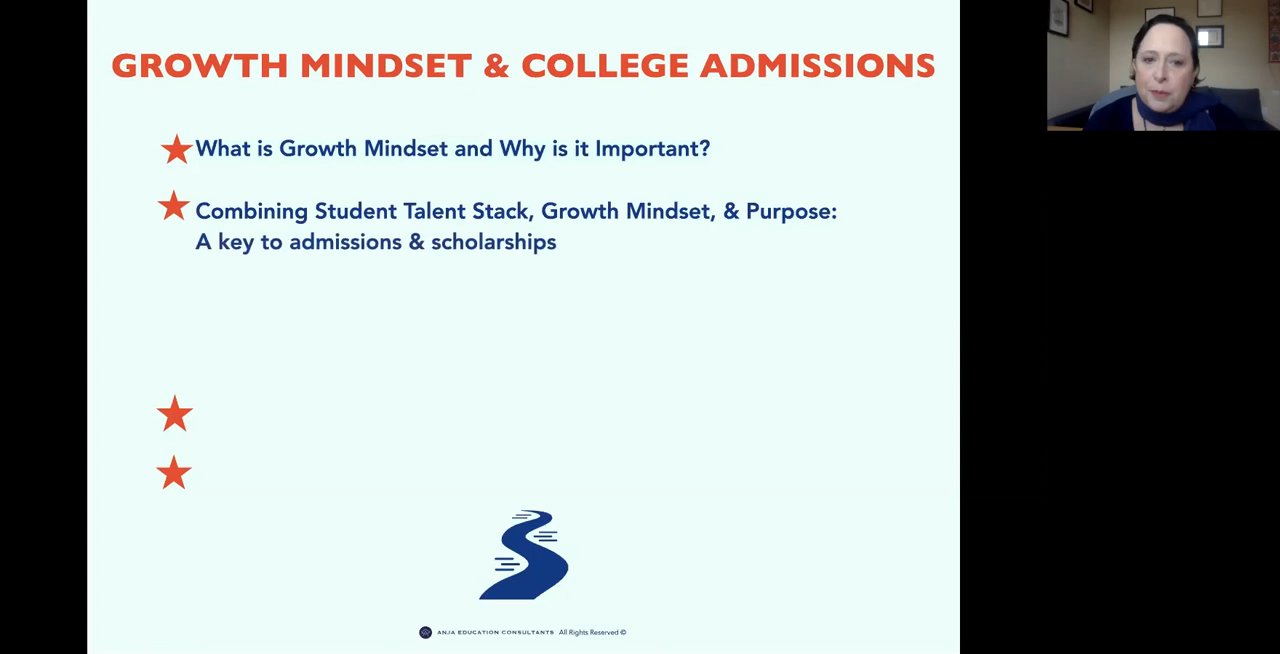 GROWTH MINDSET & COLLEGE ADMISSIONS
What is Growth Mindset and Why is it Important?
Combining Student Talent Stack, Growth Mindset, & Purpose:
A key to admissions & scholarships
ANJA EDUCATION CONSULTANTS All Rights Reserved ©